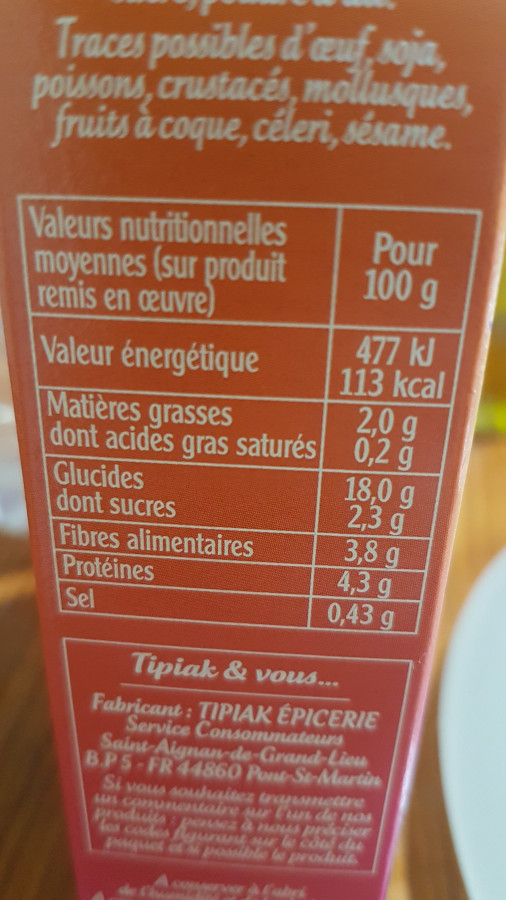 Traces possibles d'œuf, soja,
poissons, crustacés, mollusques,
fruits à coque, céleri, sésame.
Valeurs nutritionnelles
moyennes (sur produit
remis en œuvre)
Pour
100 g
Valeur énergétique
477 kJ
113 kcal
Matières grasses
2,0 g
dont acides gras saturés
0,2 g
Glucides
18,0 g
dont sucres
2,3 g
Fibres alimentaires
3,8 g
Protéines
4,3 g
Sel
0,43 g
Tipiak & vous...
Fabricant : TIPIAK ÉPICERIE
Service Consommateurs
Saint-Aignan-de-Grand-Lieu
B.P 5 - FR 44860 Pont-St-Martin
Si vous souhaitez transmettre
un commentaire sur l'un de nos
produits : pensez à nous préciser
les codes figurant sur le côté du
paquet et si possible le produit.
A conserver à l'abri